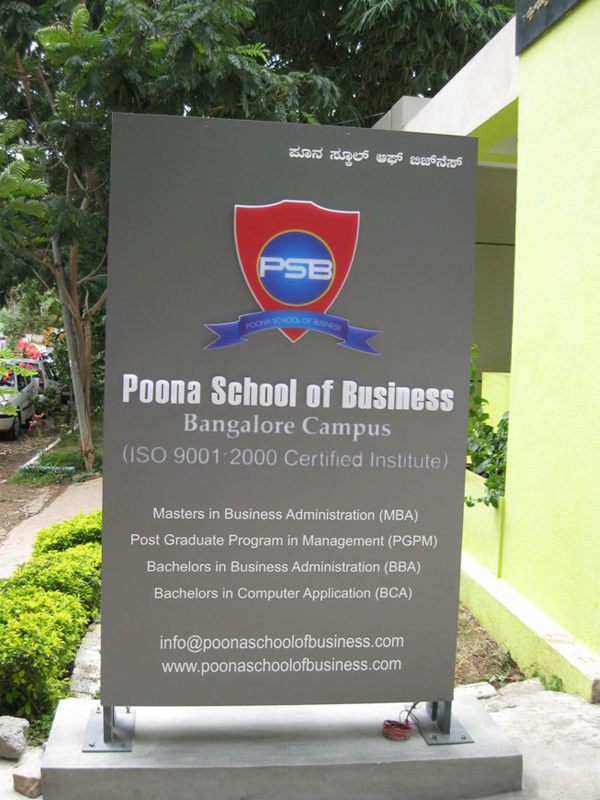 ಪೂನ ಸ್ಕೂಲ್ ಆಫ್ ಬಿಜ್‌ನೆಸ್
PSB
POONA SCHOOL OF BUSINESS
Poona School of Business
Bangalore Campus
(ISO 9001:2000 Certified Institute)
Masters in Business Administration (MBA)
Post Graduate Program in Management (PGPM)
Bachelors in Business Administration (BBA)
Bachelors in Computer Application (BCA)
info@poonaschoolofbusiness.com
www.poonaschoolofbusiness.com